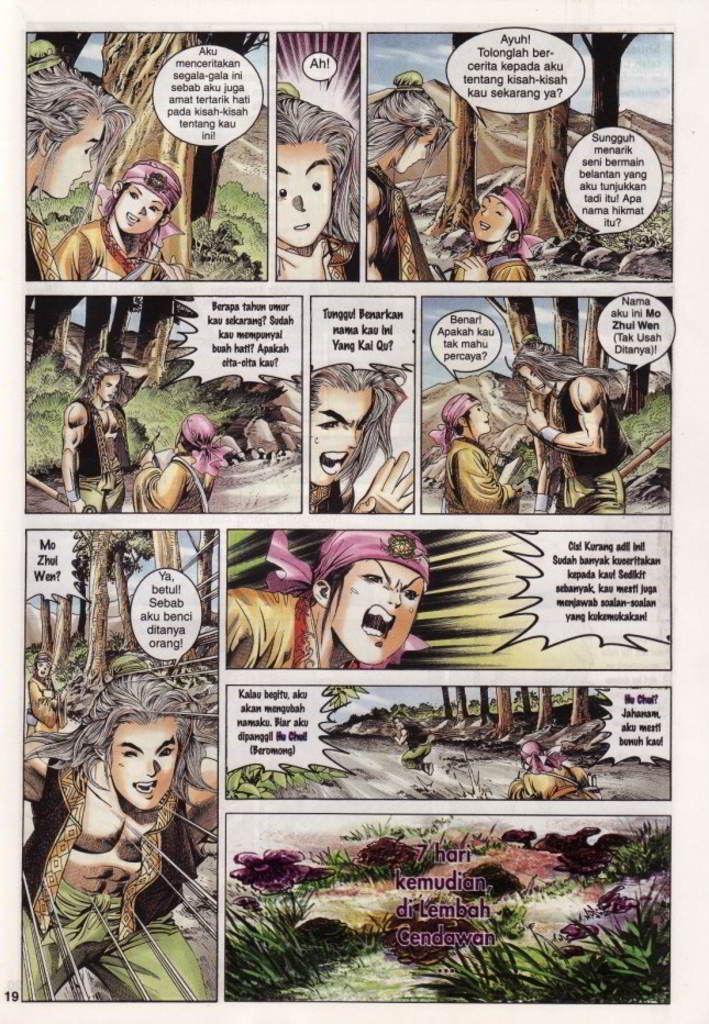 Aku
menceritakan
segala-gala ini
sebab aku juga
amat tertarik hati
pada kisah-kisah
tentang kau
ini!
Ah!
Ayuh!
Tolonglah ber-
cerita kepada aku
tentang kisah-kisah
kau sekarang ya?
Sungguh
menarik
seni bermain
belantan yang
aku tunjukkan
tadi itu! Apa
nama hikmat
itu?
Berapa tahun umur
kau sekarang? Sudah
kau mempunyai
buah hati? Apakah
cita-cita kau?
Tunggu! Benarkan
nama kau ini
Yang Kai Qu?
Benar!
Apakah kau
tak mahu
percaya?
Nama
aku ini Mo
Zhui Wen
(Tak Usah
Ditanya)!
Mo
Zhui
Wen?
Ya,
betul!
Sebab
aku benci
ditanya
orang!
Cis! Kurang adil ini!
Sudah banyak kuceritakan
kepada kau! Sedikit
sebanyak, kau mesti juga
menjawab soalan-soalan
yang kukemukakan!
Kalau begitu, aku
akan mengubah
namaku. Biar aku
dipanggil Hu Chui
(Beromong)
Hu Chui?
Jahanam,
aku mesti
bunuh kau!
7 hari
kemudian,
di Lembah
Cendawan
....
19